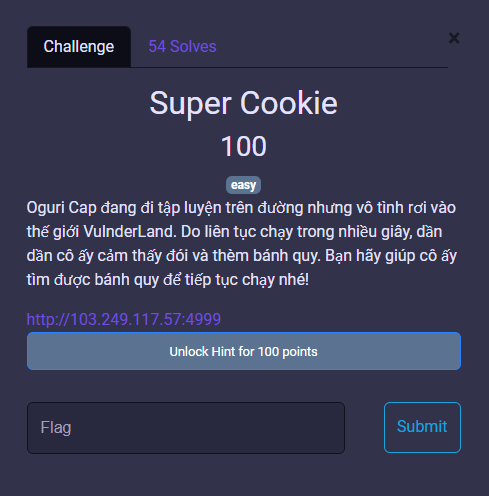 Challenge
54 Solves
×
Super Cookie
100
easy
Oguri Cap đang đi tập luyện trên đường nhưng vô tình rơi vào
thế giới VulnderLand. Do liên tục chạy trong nhiều giây, dần
dần cô ấy cảm thấy đói và thèm bánh quy. Bạn hãy giúp cô ấy
tìm được bánh quy để tiếp tục chạy nhé!
http://103.249.117.57:4999
Unlock Hint for 100 points
Flag
Submit